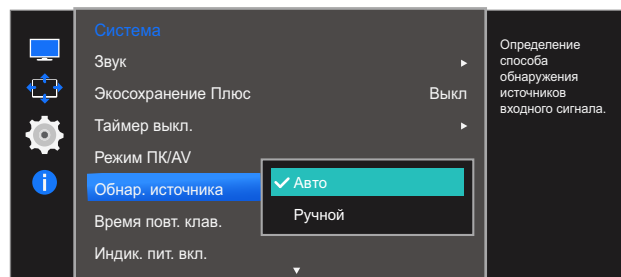 Система
Звук
Экосохранение Плюс Выкл
Таймер выкл.
Режим ПК/AV
Обнар. источника
Авто
Ручной
Время повт. клав.
Индик. пит. вкл.
Определение
способа
обнаружения
источников
входного сигнала.